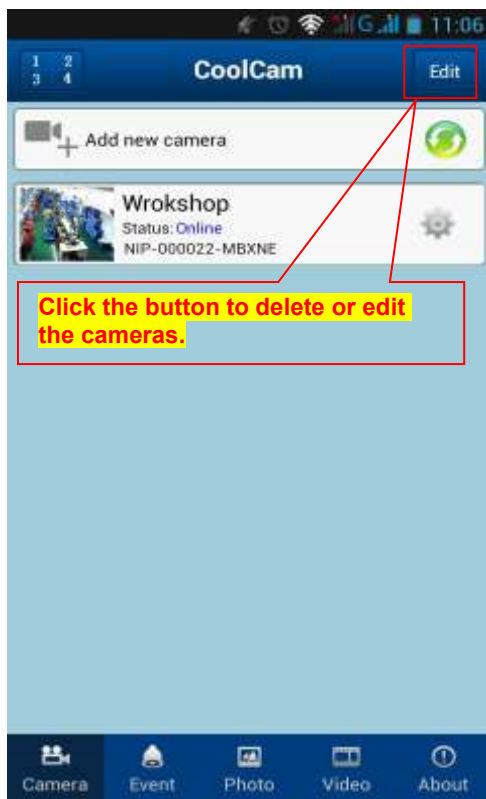 G 11:06
1 2
3 4
CoolCam
Edit
Add new camera
Wrokshop
Status: Online
NIP-000022-MBXNE
Click the button to delete or edit
the cameras.
Camera Event Photo Video About